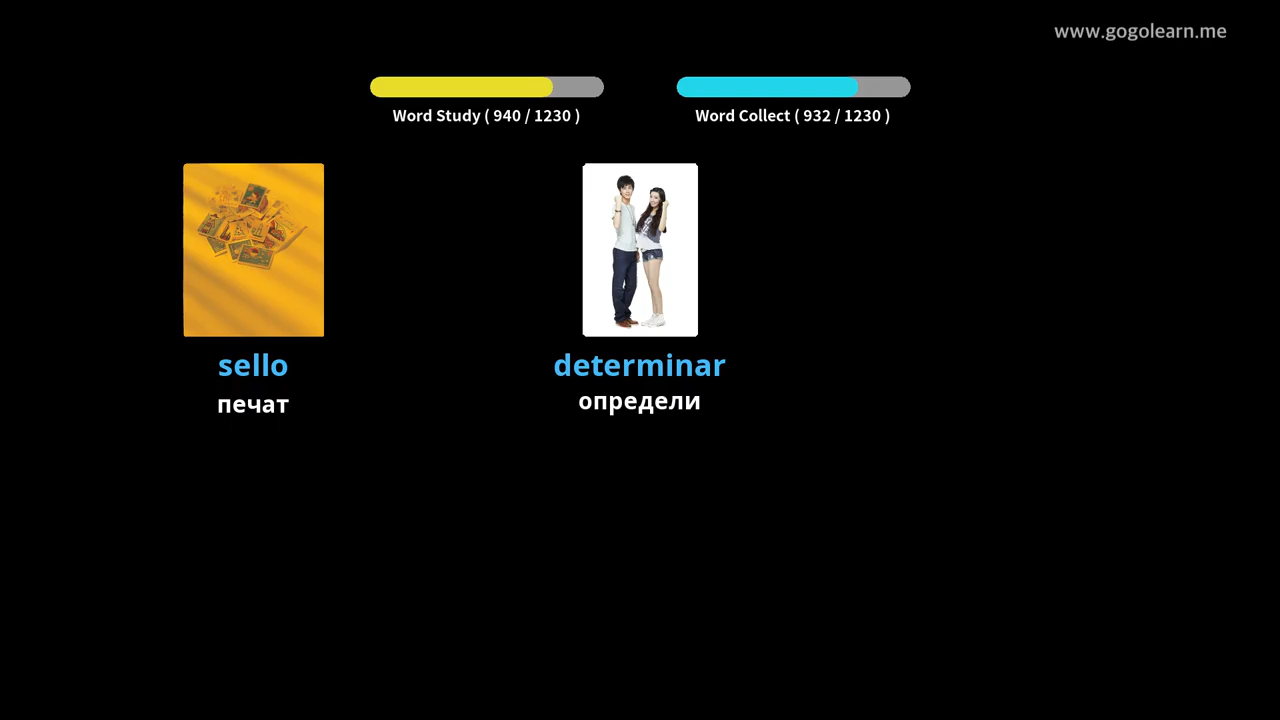 www.gogolearn.me
Word Study ( 940 / 1230 )
Word Collect ( 932 / 1230 )
sello
печат
determinar
определи